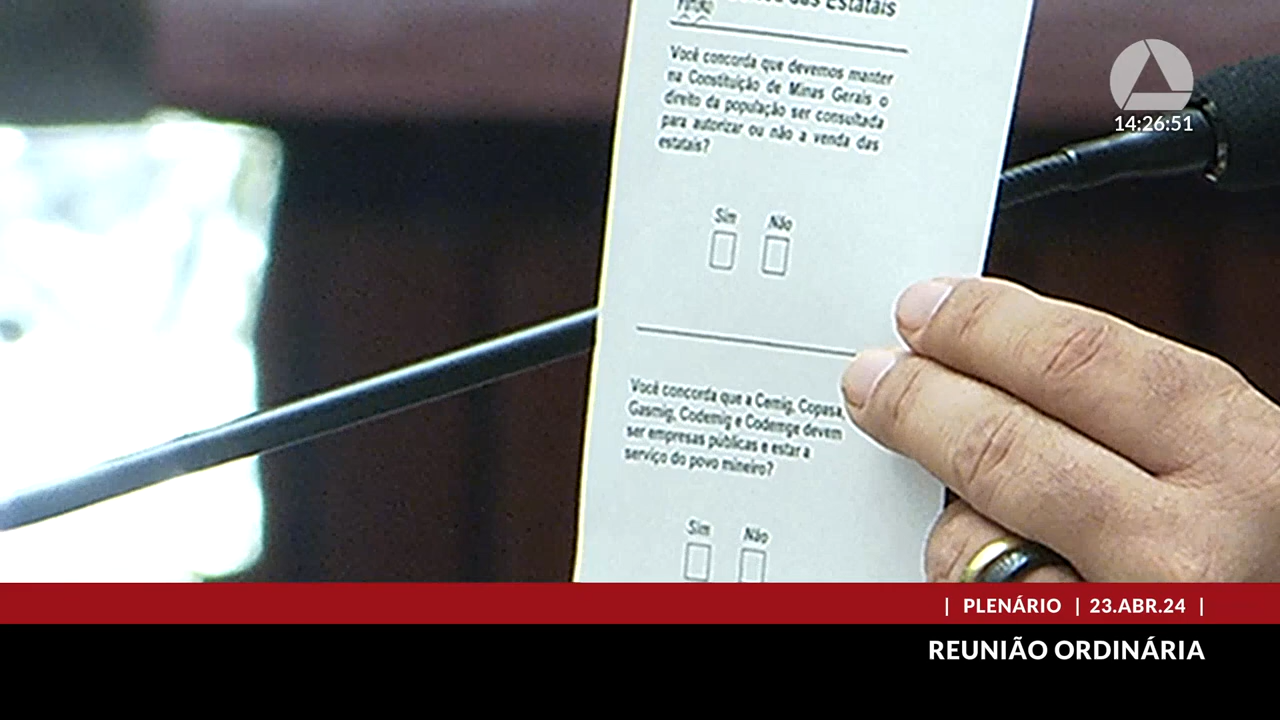 das Estatais
Você concorda que devemos manter
na Constituição de Minas Gerais o
direito da população ser consultada
para autorizar ou não a venda das
estatais?
Sim Não
Você concorda que a Cemig, Copasa,
Gasmig, Codemig e Codemge devem
ser empresas públicas e estar a
serviço do povo mineiro?
Sim Não
14:26:51
| PLENÁRIO | 23.ABR.24 |
REUNIÃO ORDINÁRIA